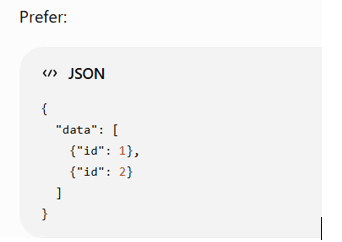 Prefer:
</> JSON
{
  "data": [
    {"id": 1},
    {"id": 2}
  ]
}